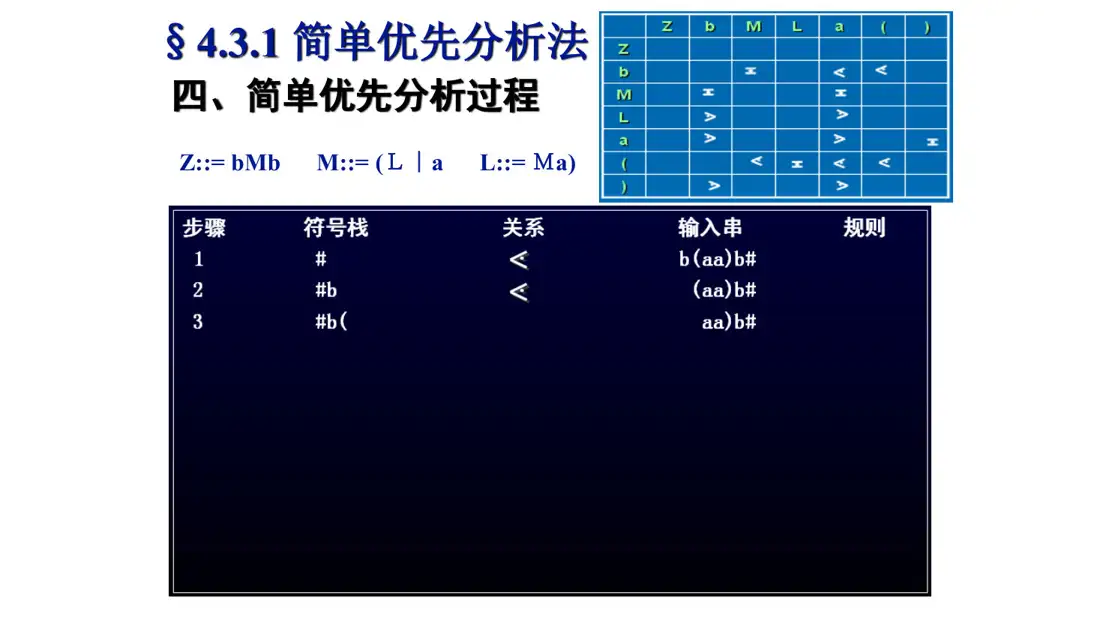 §4.3.1 简单优先分析法
四、简单优先分析过程
Z::= bMb M::= (L｜a L::= Ma)
Z b M L a ( )
Z
b ≖ ⋖ ⋖
M ≖ ≖
L ⋗ ⋗
a ⋗ ⋗ ≖
( ⋖ ≖ ⋖ ⋖
) ⋗ ⋗
步骤 符号栈 关系 输入串 规则
1 # ⋖ b(aa)b#
2 #b ⋖ (aa)b#
3 #b( aa)b#